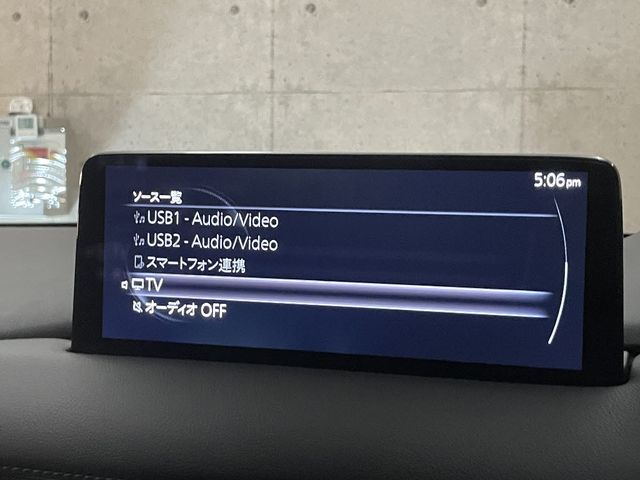 5:06pm
ソース一覧
USB1 - Audio/Video
USB2 - Audio/Video
スマートフォン連携
TV
オーディオ OFF